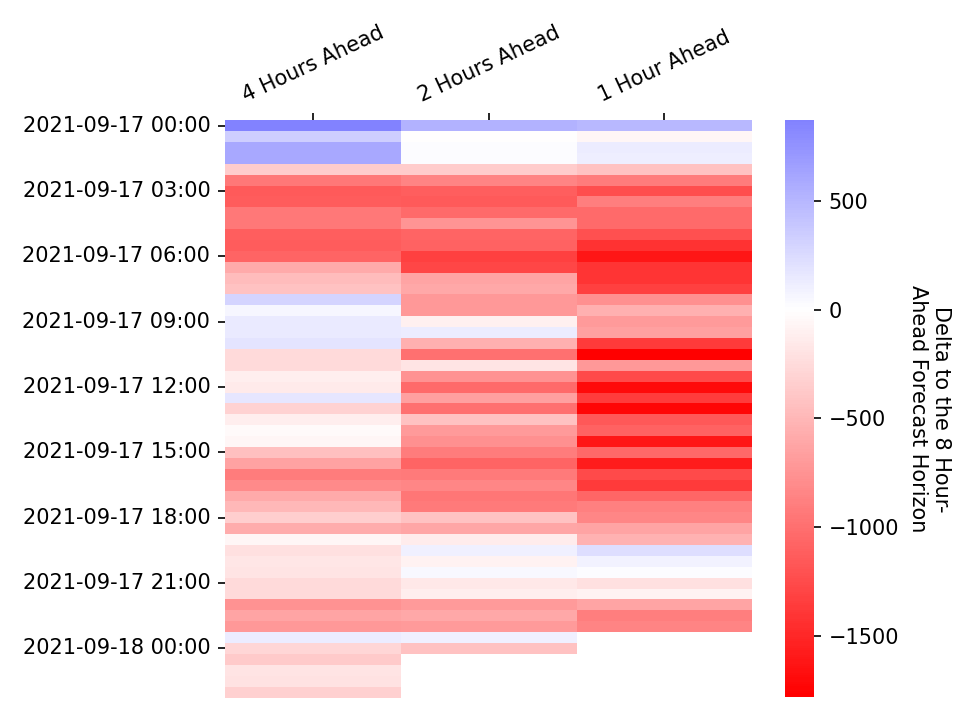 4 Hours Ahead
2 Hours Ahead
1 Hour Ahead
2021-09-17 00:00
2021-09-17 03:00
2021-09-17 06:00
2021-09-17 09:00
2021-09-17 12:00
2021-09-17 15:00
2021-09-17 18:00
2021-09-17 21:00
2021-09-18 00:00
500
0
−500
−1000
−1500
Delta to the 8 Hour-
Ahead Forecast Horizon